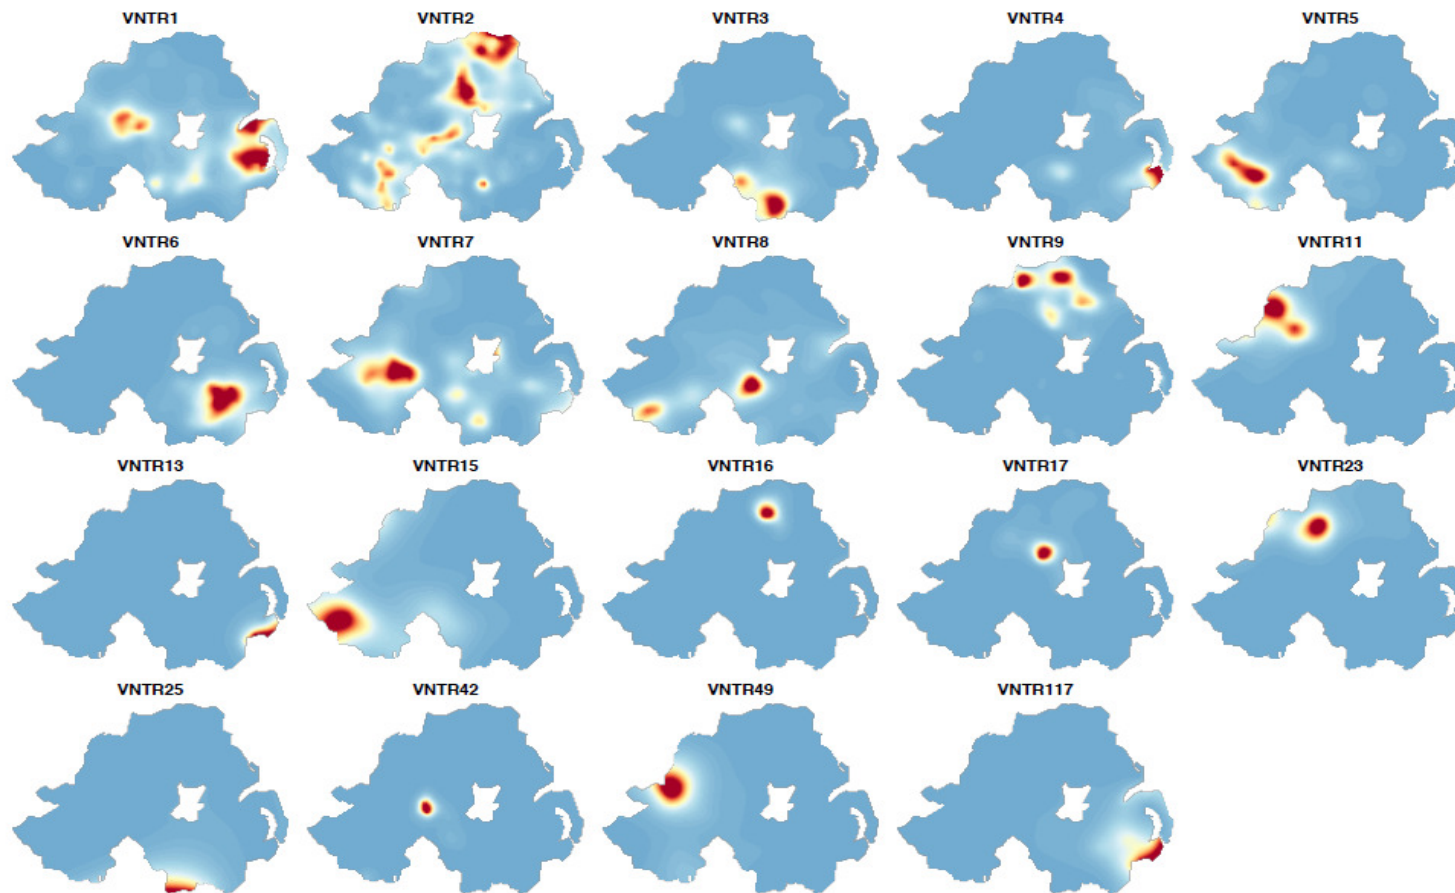 VNTR1 VNTR2 VNTR3 VNTR4 VNTR5
VNTR6 VNTR7 VNTR8 VNTR9 VNTR11
VNTR13 VNTR15 VNTR16 VNTR17 VNTR23
VNTR25 VNTR42 VNTR49 VNTR117